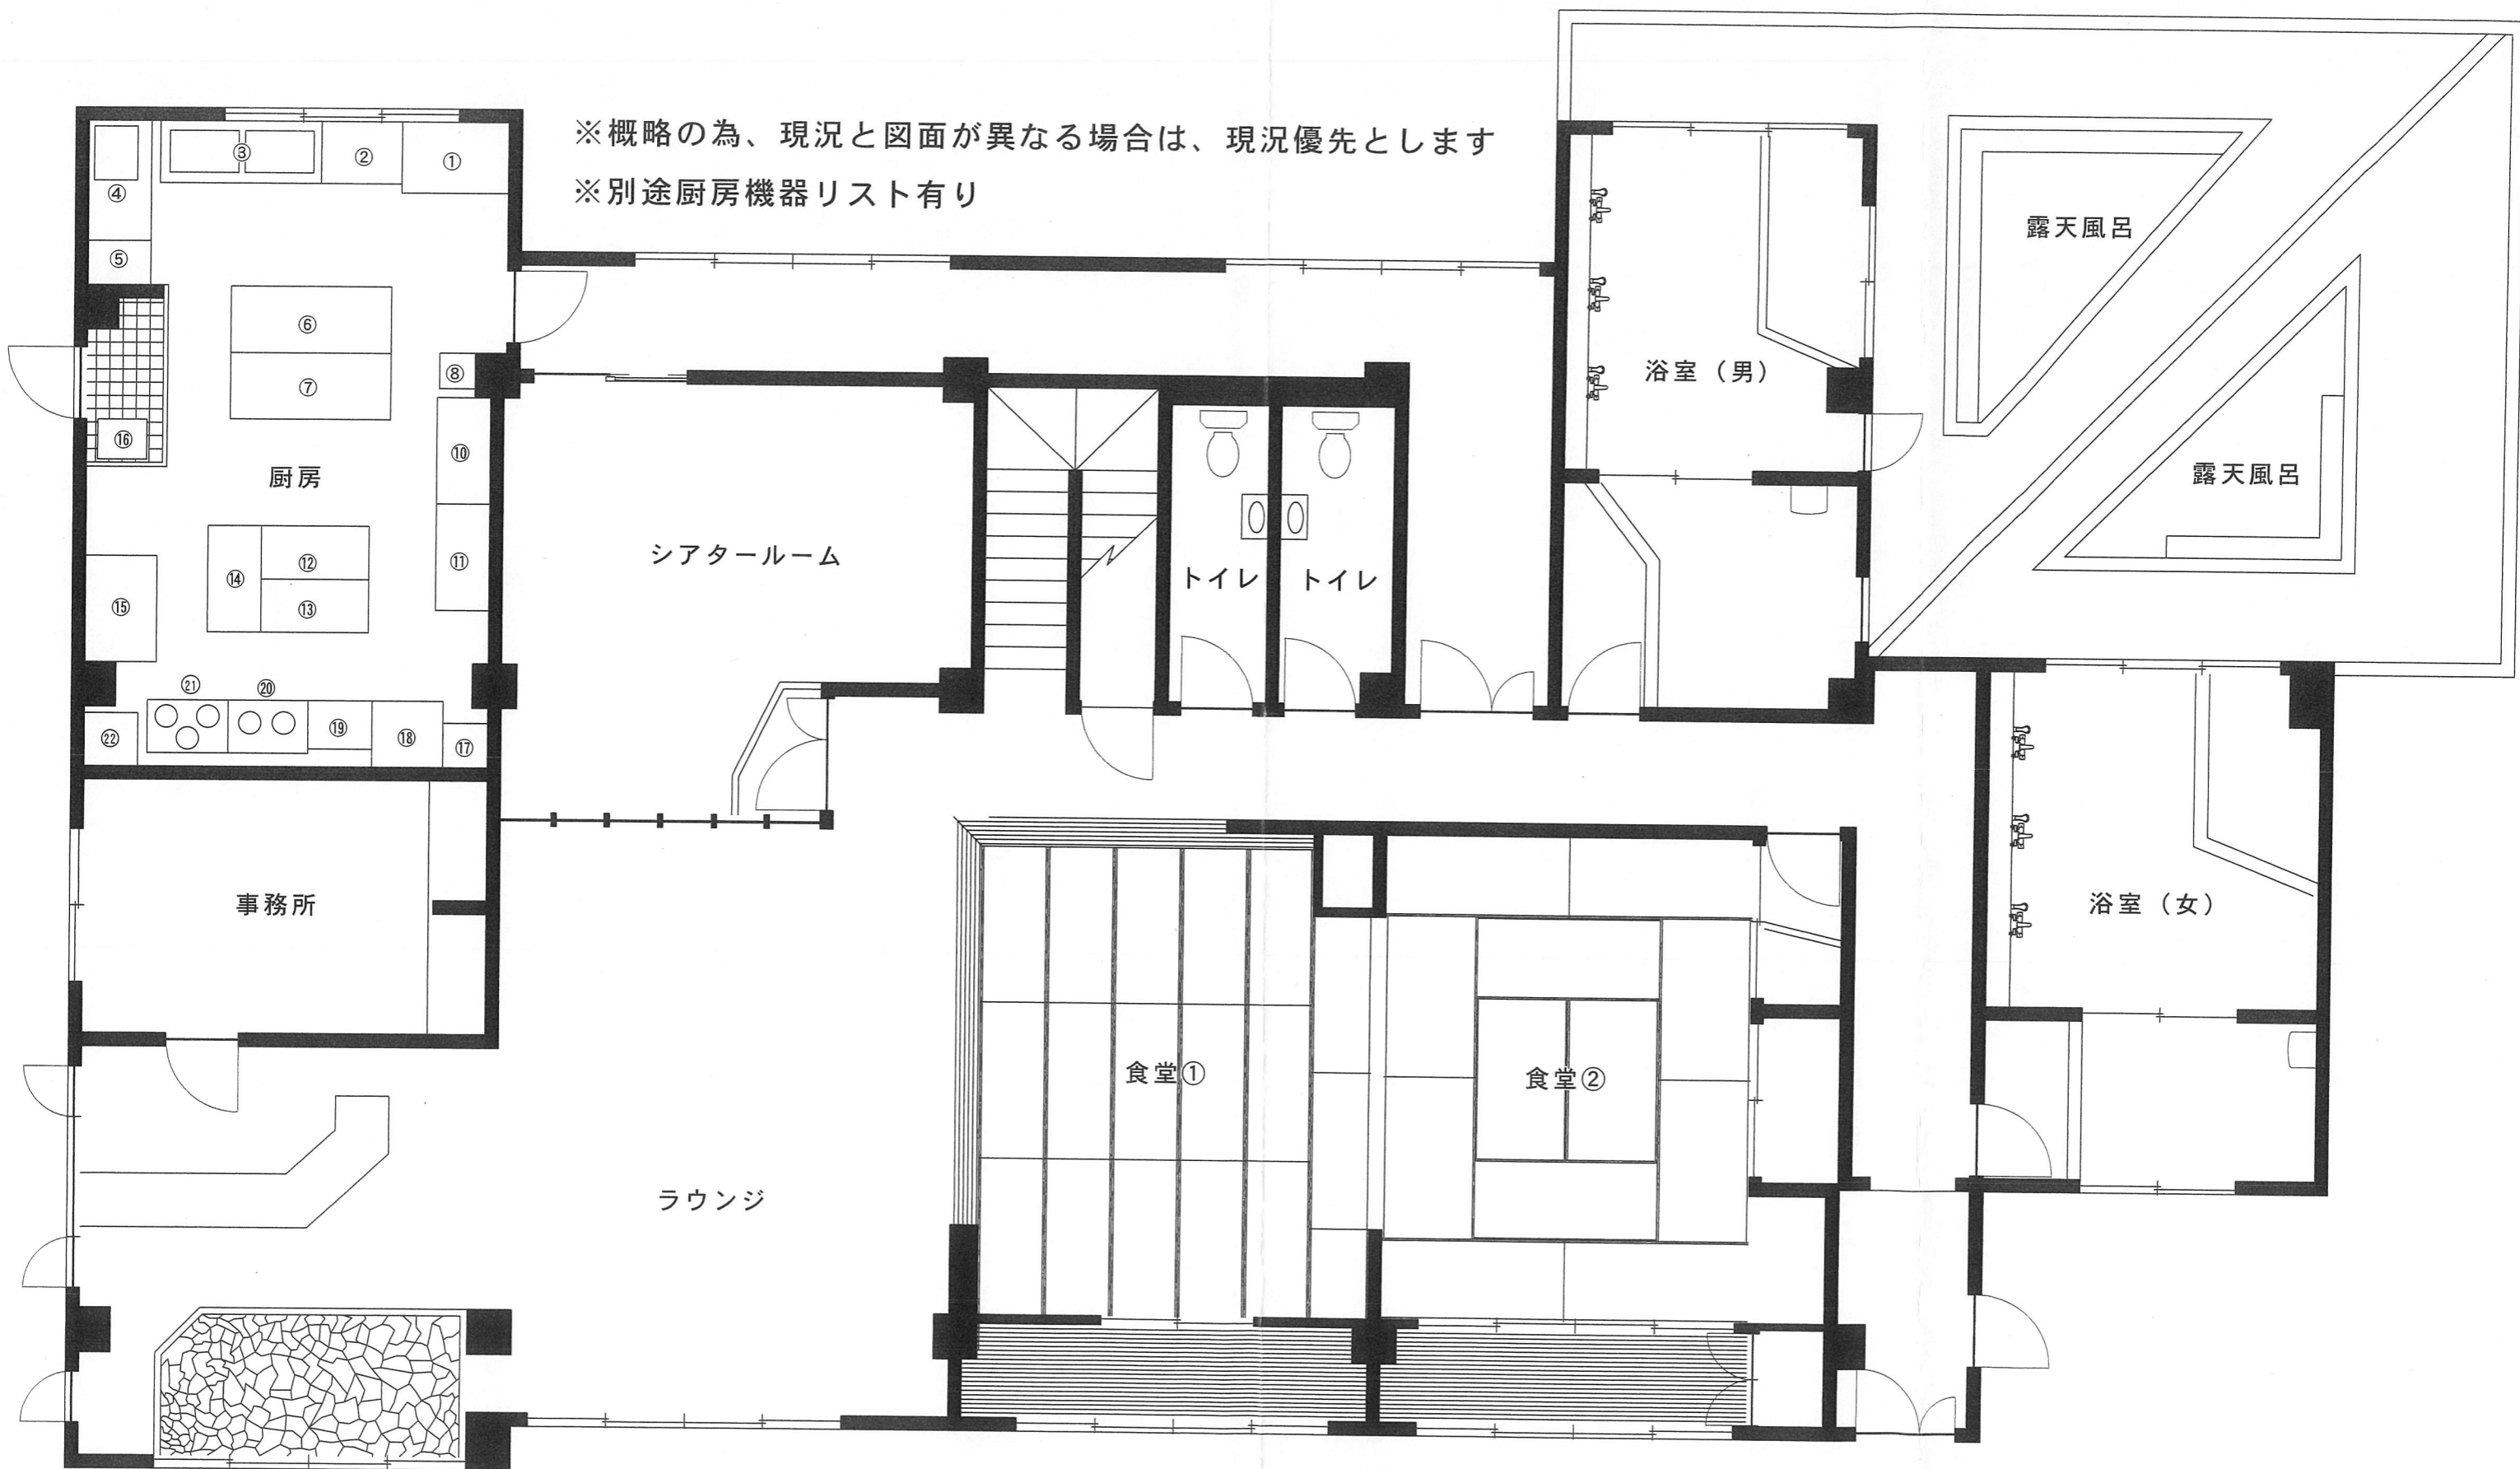 ※概略の為、現況と図面が異なる場合は、現況優先とします
※別途厨房機器リスト有り
③
②
①
④
⑤
⑥
⑦
⑧
⑯
⑩
厨房
⑪
⑭
⑫
⑬
⑮
㉑
⑳
㉒
⑲
⑱
⑰
シアタールーム
トイレ
トイレ
浴室（男）
露天風呂
露天風呂
事務所
浴室（女）
食堂①
食堂②
ラウンジ